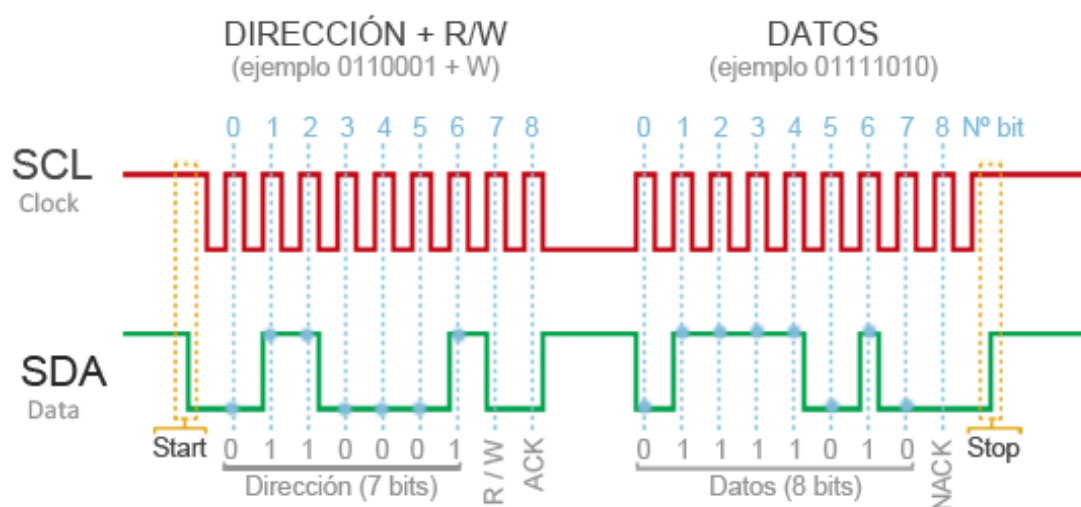 DIRECCIÓN + R/W
(ejemplo 0110001 + W)
DATOS
(ejemplo 01111010)
0 1 2 3 4 5 6 7 8
0 1 2 3 4 5 6 7 8 Nº bit
SCL
Clock
SDA
Data
Start
0 1 1 0 0 0 1
R / W
ACK
Dirección (7 bits)
0 1 1 1 1 0 1 0
NACK
Datos (8 bits)
Stop